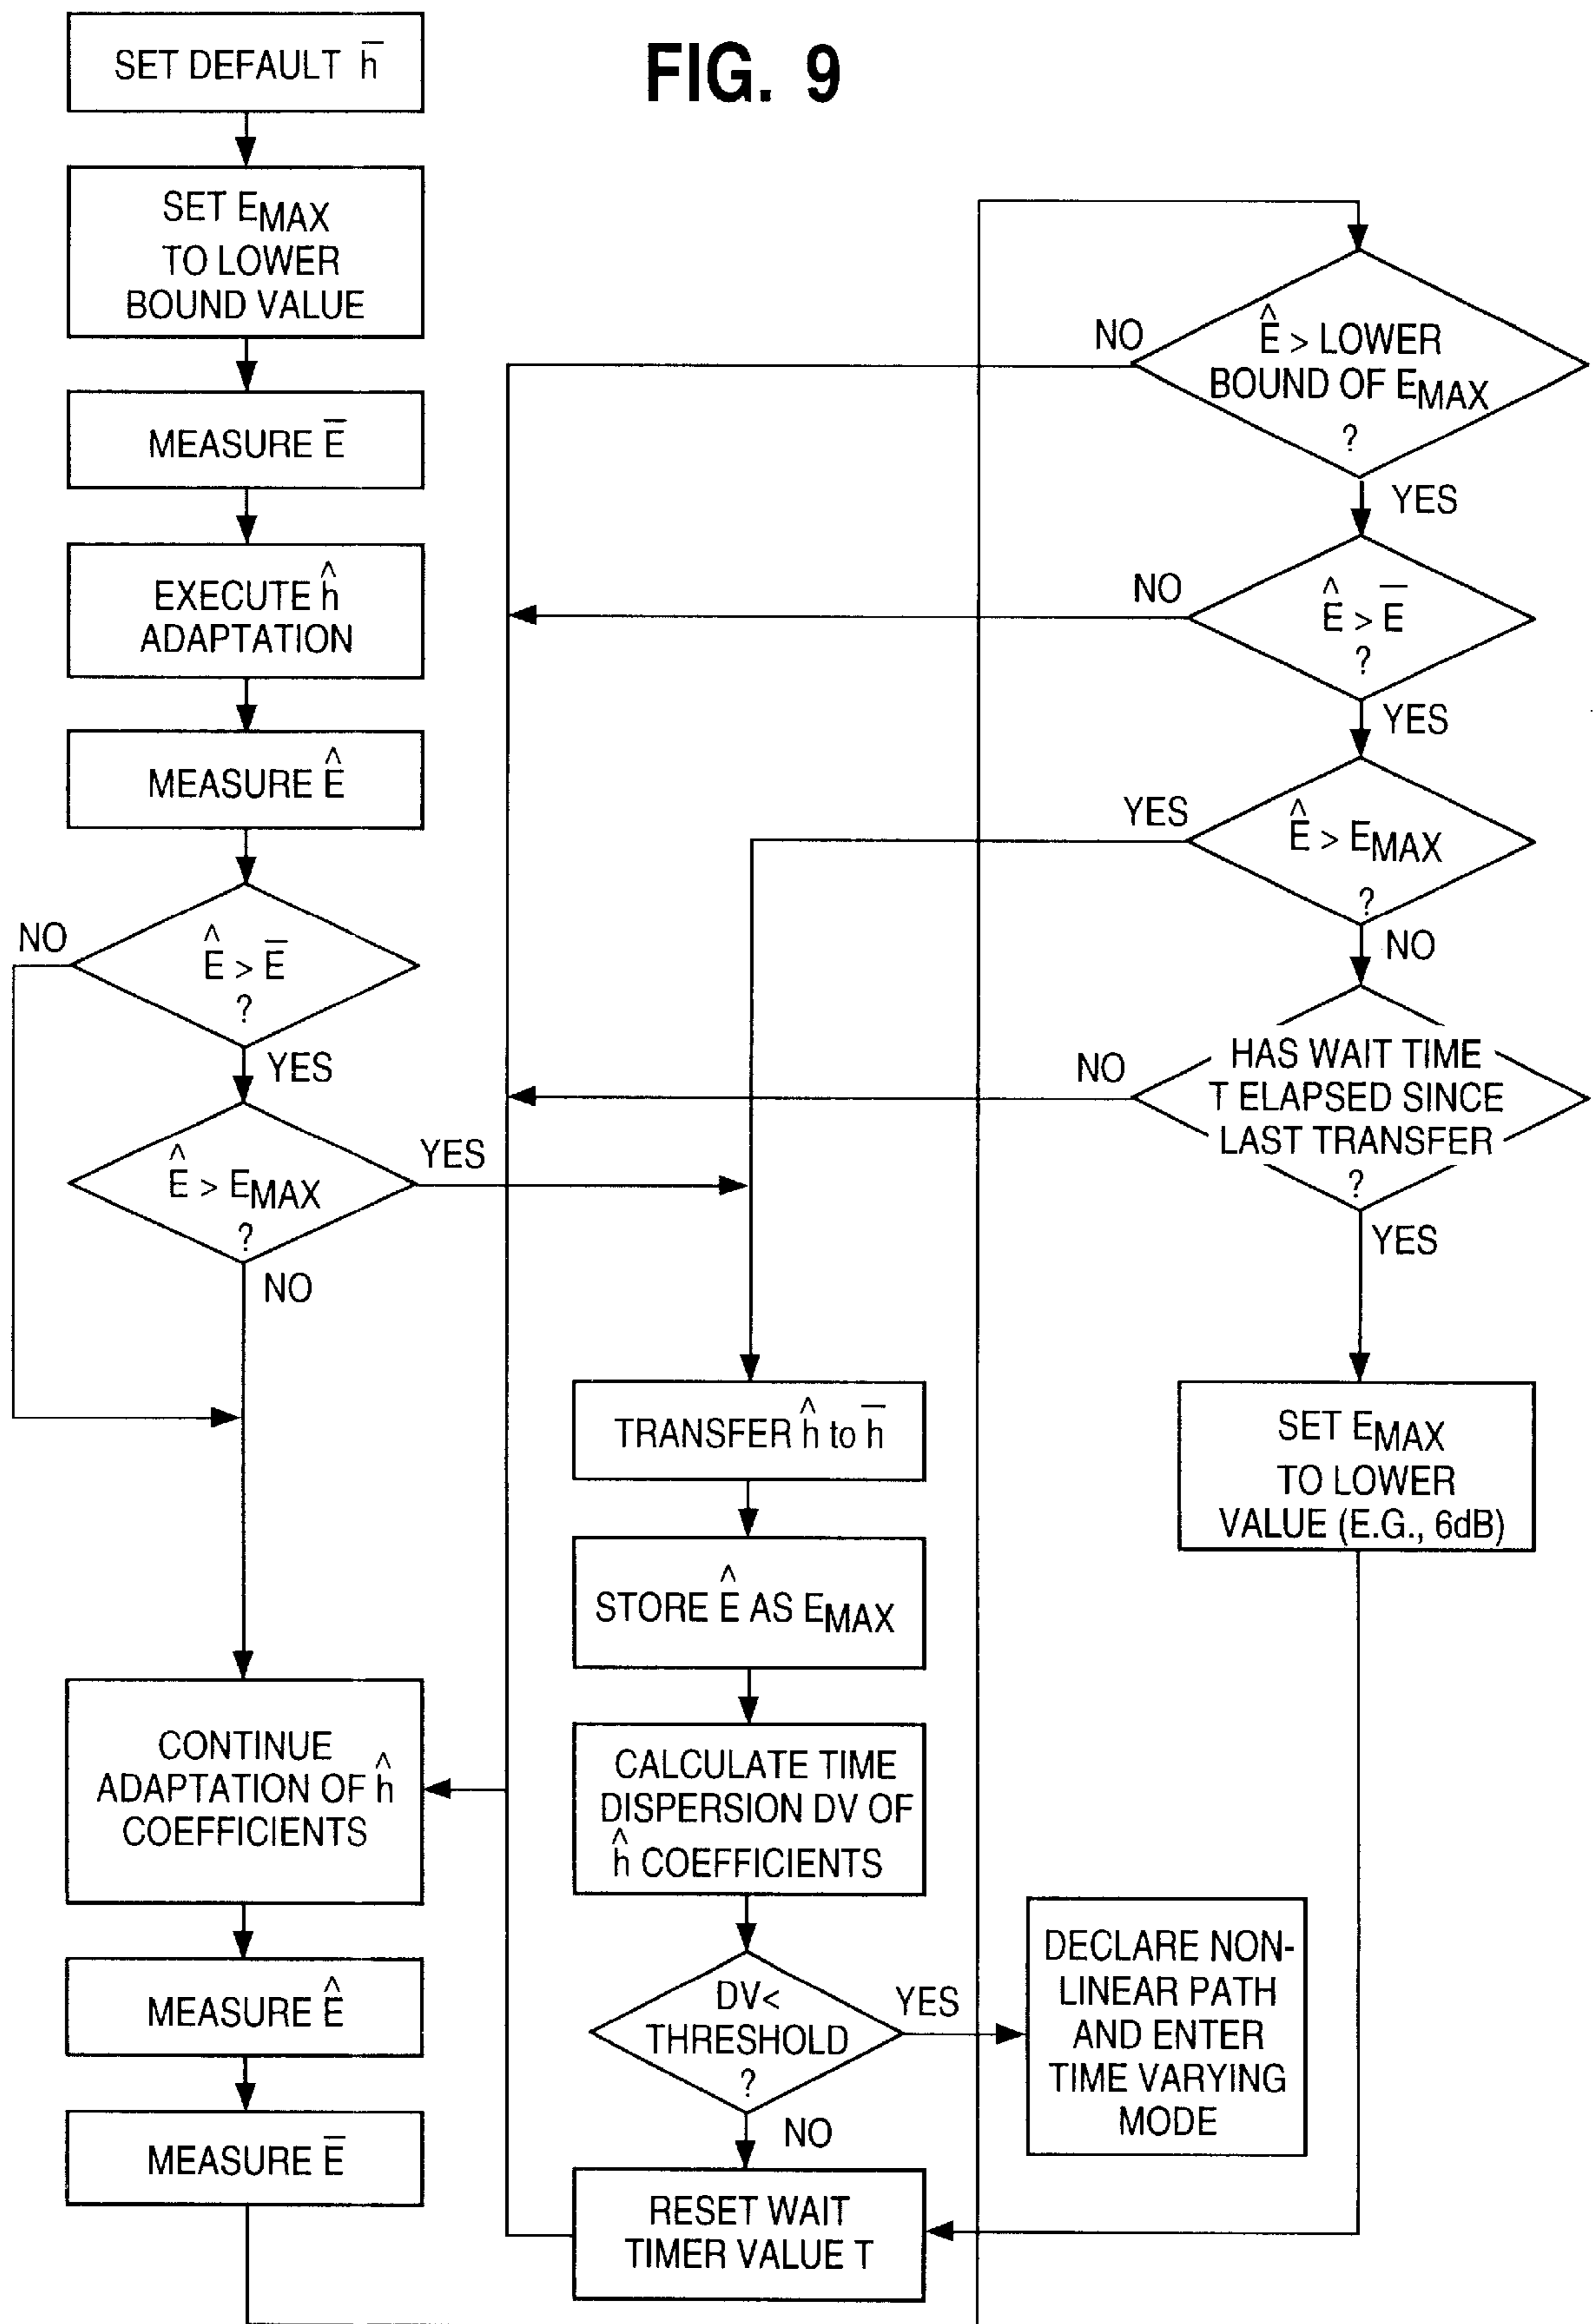 FIG. 9
SET DEFAULT h̅
SET EMAX
TO LOWER
BOUND VALUE
MEASURE E̅
EXECUTE ĥ
ADAPTATION
MEASURE Ê
Ê > E̅
?
NO
YES
Ê > EMAX
?
YES
NO
CONTINUE
ADAPTATION OF ĥ
COEFFICIENTS
MEASURE Ê
MEASURE E̅
Ê > LOWER
BOUND OF EMAX
?
NO
YES
Ê > E̅
?
NO
YES
Ê > EMAX
?
YES
NO
HAS WAIT TIME
T ELAPSED SINCE
LAST TRANSFER
?
NO
YES
SET EMAX
TO LOWER
VALUE (E.G., 6dB)
TRANSFER ĥ to h̅
STORE Ê AS EMAX
CALCULATE TIME
DISPERSION DV OF
ĥ COEFFICIENTS
DV<
THRESHOLD
?
YES
NO
DECLARE NON-
LINEAR PATH
AND ENTER
TIME VARYING
MODE
RESET WAIT
TIMER VALUE T